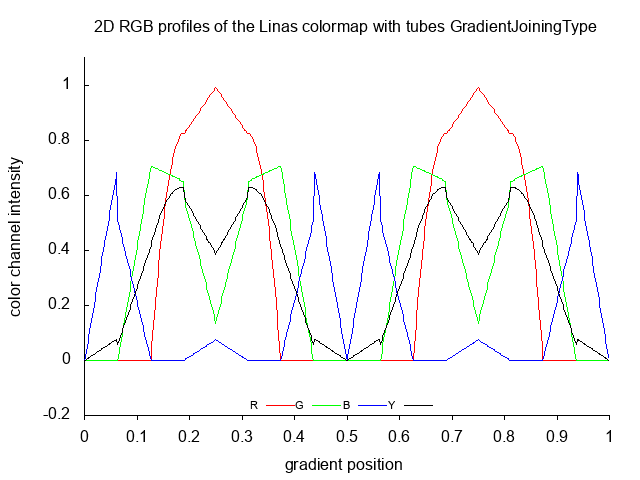 2D RGB profiles of the Linas colormap with tubes GradientJoiningType
1
0.8
0.6
0.4
0.2
0
-0.2
color channel intensity
R G B Y
0 0.1 0.2 0.3 0.4 0.5 0.6 0.7 0.8 0.9 1
gradient position